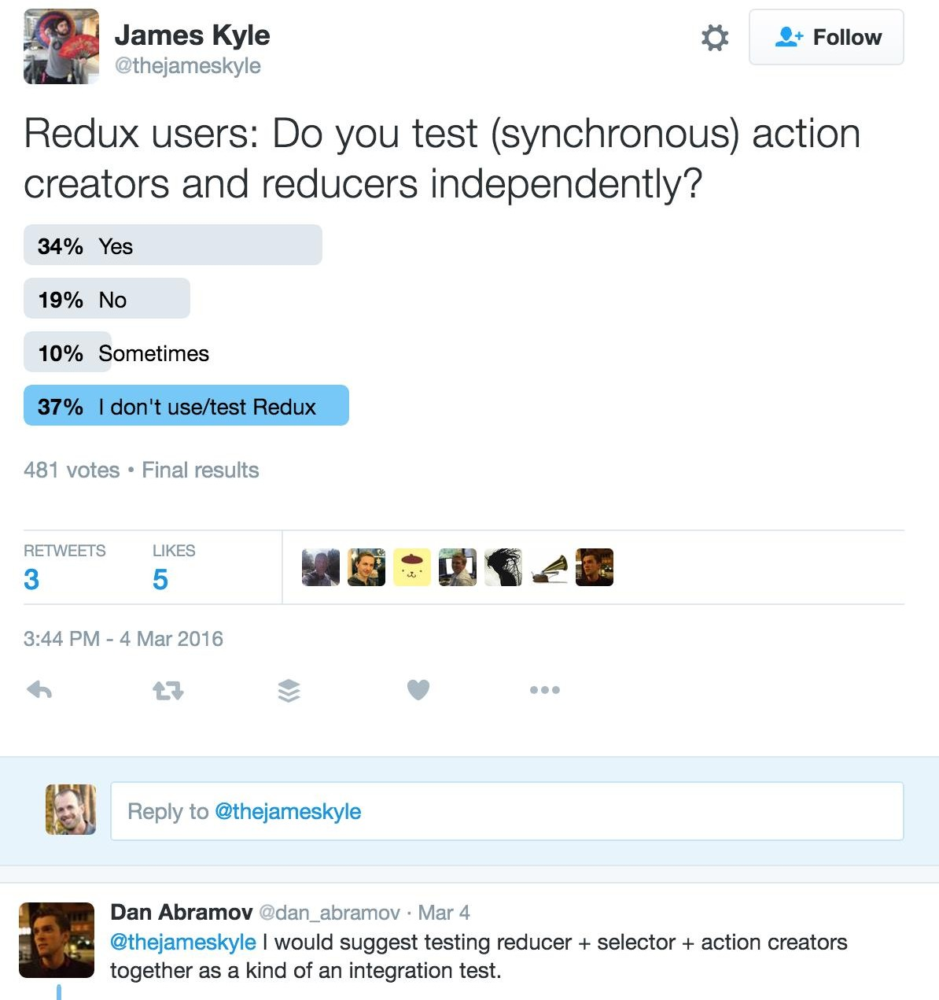 James Kyle
@thejameskyle
Follow
Redux users: Do you test (synchronous) action
creators and reducers independently?
34% Yes
19% No
10% Sometimes
37% I don't use/test Redux
481 votes • Final results
RETWEETS LIKES
3 5
3:44 PM - 4 Mar 2016
Reply to @thejameskyle
Dan Abramov @dan_abramov · Mar 4
@thejameskyle I would suggest testing reducer + selector + action creators
together as a kind of an integration test.